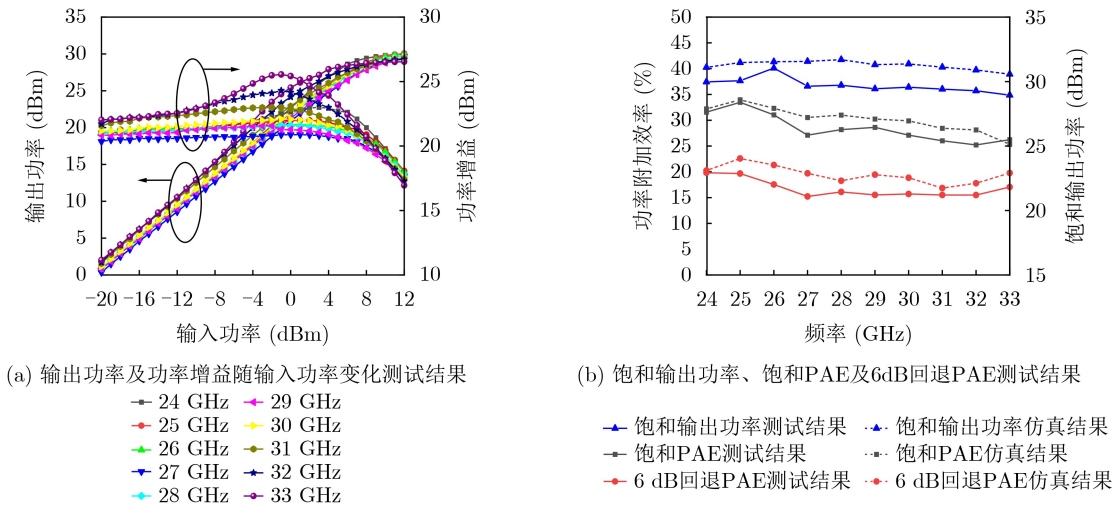 35
30
25
20
15
10
5
0
输出功率 (dBm)
30
25
20
15
10
功率增益 (dBm)
−20 −16 −12 −8 −4 0 4 8 12
输入功率 (dBm)
(a) 输出功率及功率增益随输入功率变化测试结果
24 GHz 29 GHz
25 GHz 30 GHz
26 GHz 31 GHz
27 GHz 32 GHz
28 GHz 33 GHz
50
45
40
35
30
25
20
15
10
5
0
功率附加效率 (%)
35
30
25
20
15
饱和输出功率 (dBm)
24 25 26 27 28 29 30 31 32 33
频率 (GHz)
(b) 饱和输出功率、饱和PAE及6dB回退PAE测试结果
饱和输出功率测试结果 饱和输出功率仿真结果
饱和PAE测试结果 饱和PAE仿真结果
6 dB回退PAE测试结果 6 dB回退PAE仿真结果